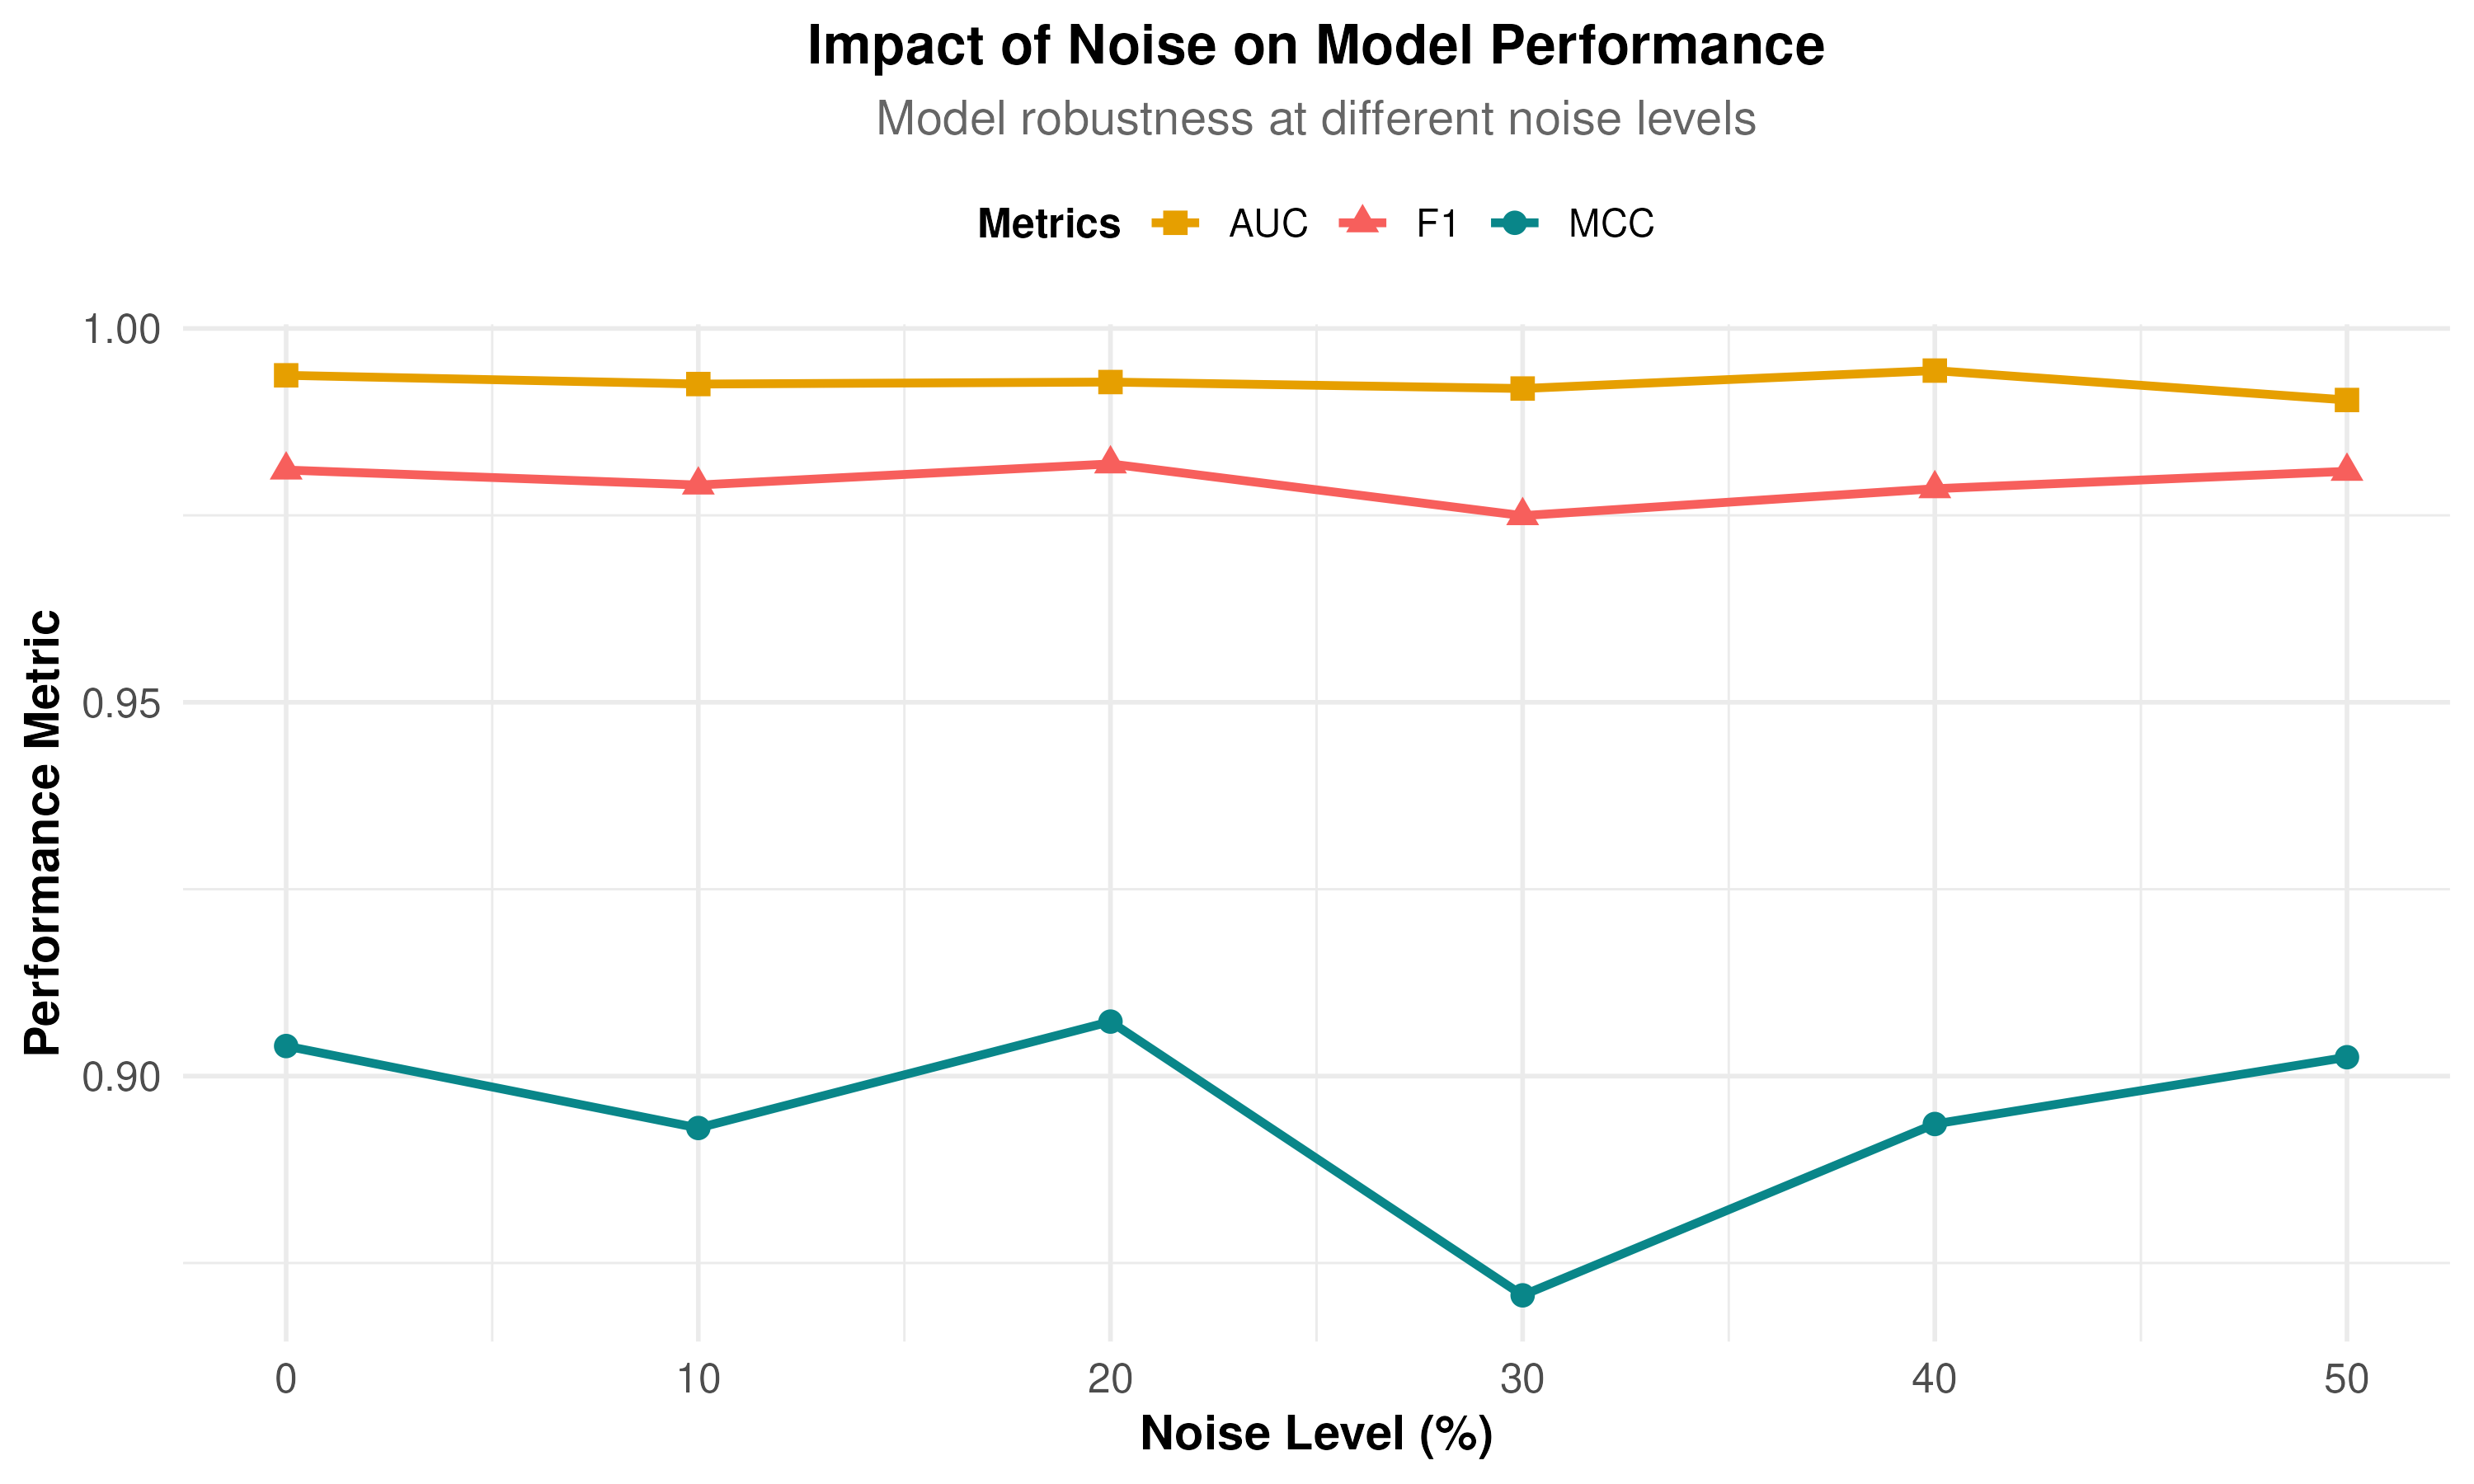 Impact of Noise on Model Performance
Model robustness at different noise levels
Metrics AUC F1 MCC
1.00
0.95
0.90
Performance Metric
0 10 20 30 40 50
Noise Level (%)